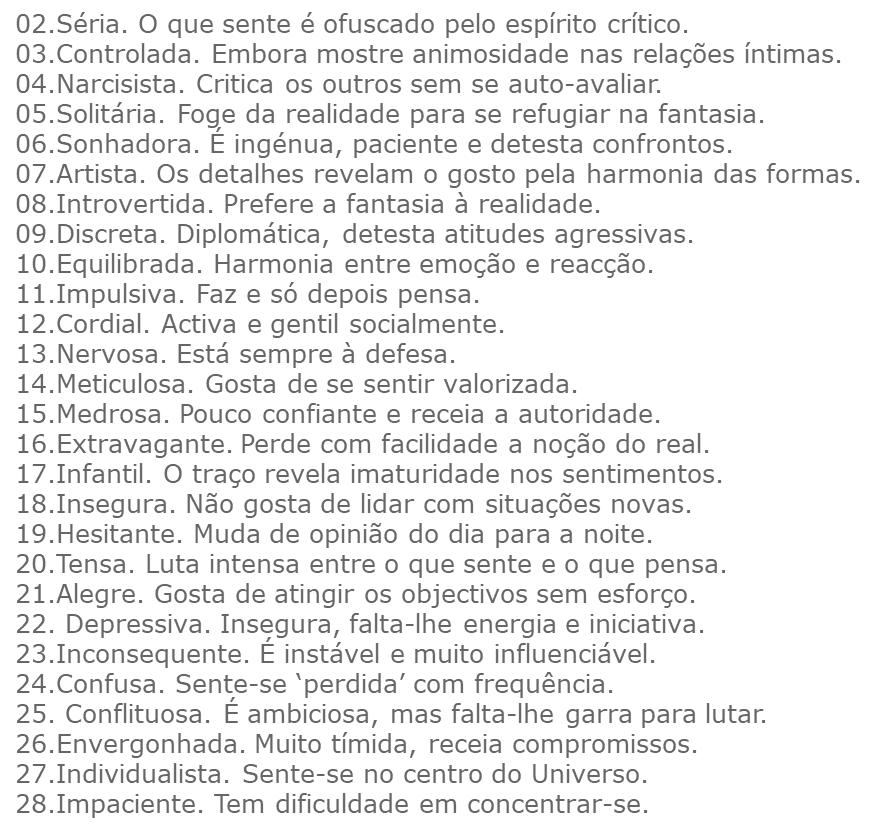 02.Séria. O que sente é ofuscado pelo espírito crítico.
03.Controlada. Embora mostre animosidade nas relações íntimas.
04.Narcisista. Critica os outros sem se auto-avaliar.
05.Solitária. Foge da realidade para se refugiar na fantasia.
06.Sonhadora. É ingénua, paciente e detesta confrontos.
07.Artista. Os detalhes revelam o gosto pela harmonia das formas.
08.Introvertida. Prefere a fantasia à realidade.
09.Discreta. Diplomática, detesta atitudes agressivas.
10.Equilibrada. Harmonia entre emoção e reacção.
11.Impulsiva. Faz e só depois pensa.
12.Cordial. Activa e gentil socialmente.
13.Nervosa. Está sempre à defesa.
14.Meticulosa. Gosta de se sentir valorizada.
15.Medrosa. Pouco confiante e receia a autoridade.
16.Extravagante. Perde com facilidade a noção do real.
17.Infantil. O traço revela imaturidade nos sentimentos.
18.Insegura. Não gosta de lidar com situações novas.
19.Hesitante. Muda de opinião do dia para a noite.
20.Tensa. Luta intensa entre o que sente e o que pensa.
21.Alegre. Gosta de atingir os objectivos sem esforço.
22. Depressiva. Insegura, falta-lhe energia e iniciativa.
23.Inconsequente. É instável e muito influenciável.
24.Confusa. Sente-se ‘perdida’ com frequência.
25. Conflituosa. É ambiciosa, mas falta-lhe garra para lutar.
26.Envergonhada. Muito tímida, receia compromissos.
27.Individualista. Sente-se no centro do Universo.
28.Impaciente. Tem dificuldade em concentrar-se.